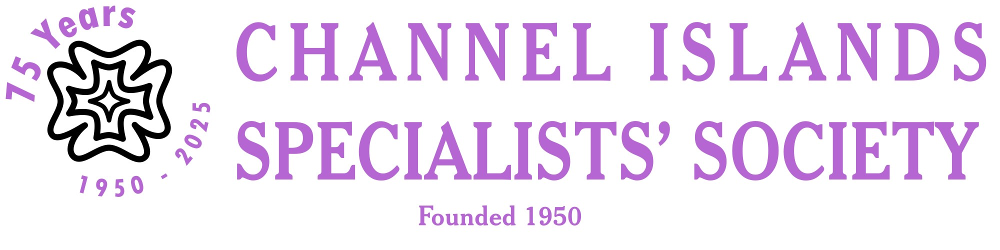 75 Years
1950 - 2025
CHANNEL ISLANDS
SPECIALISTS’ SOCIETY
Founded 1950